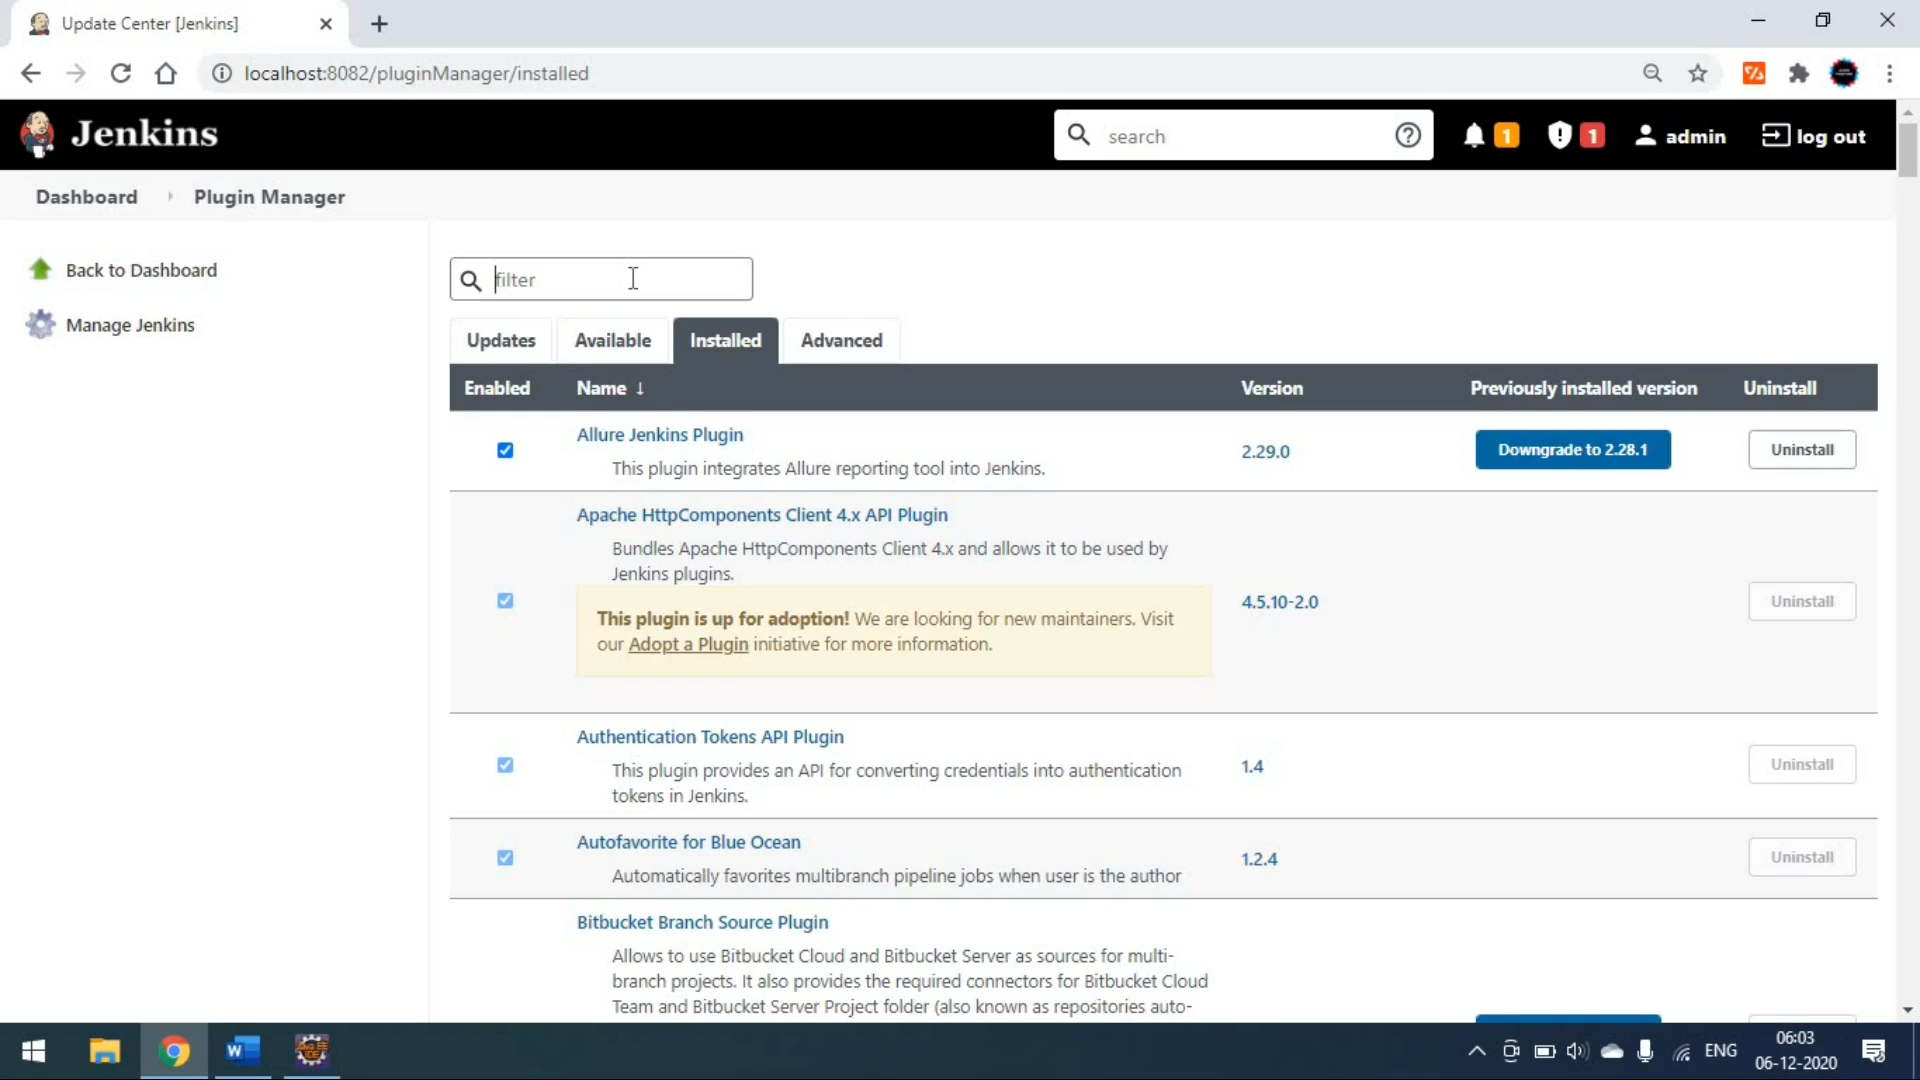 Update Center [Jenkins]
localhost:8082/pluginManager/installed
Jenkins
search
1
1
admin
log out
Dashboard
Plugin Manager
Back to Dashboard
Manage Jenkins
filter
Updates
Available
Installed
Advanced
Enabled
Name ↓
Version
Previously installed version
Uninstall
Allure Jenkins Plugin
This plugin integrates Allure reporting tool into Jenkins.
2.29.0
Downgrade to 2.28.1
Uninstall
Apache HttpComponents Client 4.x API Plugin
Bundles Apache HttpComponents Client 4.x and allows it to be used by
Jenkins plugins.
This plugin is up for adoption! We are looking for new maintainers. Visit
our Adopt a Plugin initiative for more information.
4.5.10-2.0
Uninstall
Authentication Tokens API Plugin
This plugin provides an API for converting credentials into authentication
tokens in Jenkins.
1.4
Uninstall
Autofavorite for Blue Ocean
Automatically favorites multibranch pipeline jobs when user is the author
1.2.4
Uninstall
Bitbucket Branch Source Plugin
Allows to use Bitbucket Cloud and Bitbucket Server as sources for multi-
branch projects. It also provides the required connectors for Bitbucket Cloud
Team and Bitbucket Server Project folder (also known as repositories auto-
ENG
06:03
06-12-2020